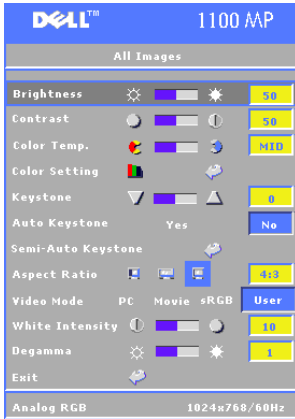 DELL™ 1100 MP
All Images
Brightness 50
Contrast 50
Color Temp. MID
Color Setting
Keystone 0
Auto Keystone Yes No
Semi-Auto Keystone
Aspect Ratio 4:3
Video Mode PC Movie sRGB User
White Intensity 10
Degamma 1
Exit
Analog RGB 1024x768/60Hz